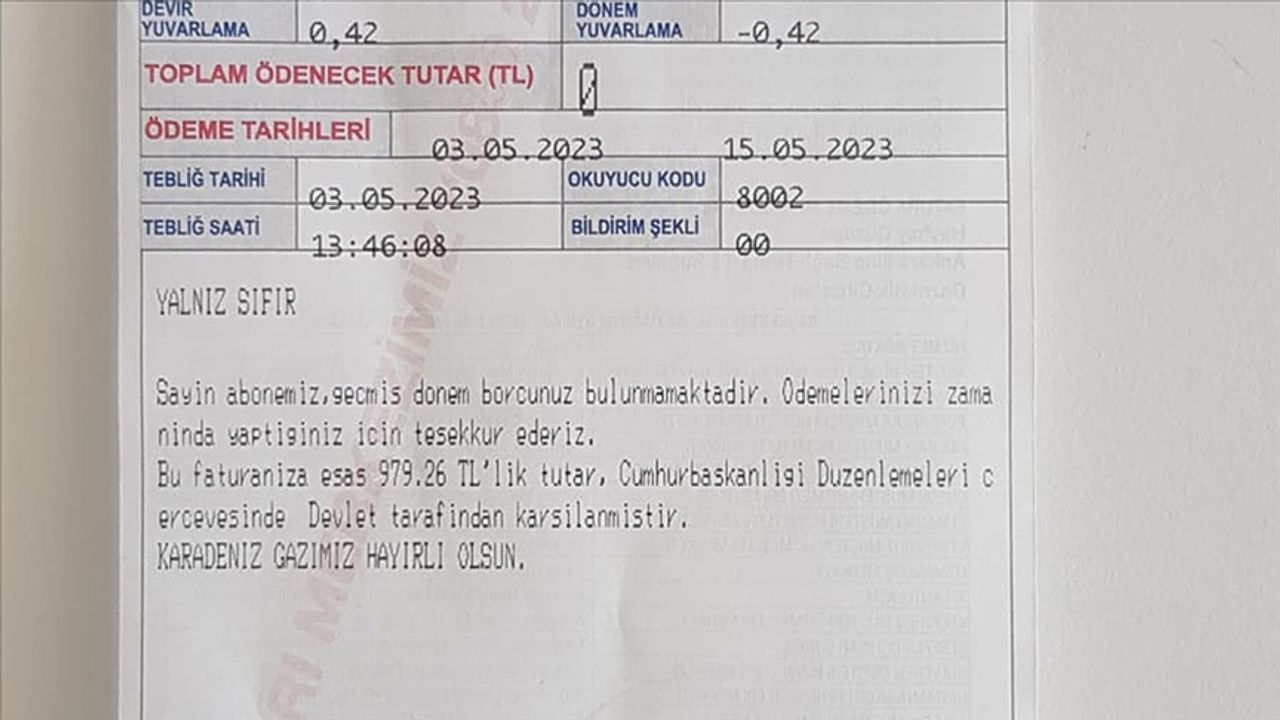 DEVİR YUVARLAMA 0,42 DÖNEM YUVARLAMA -0,42
TOPLAM ÖDENECEK TUTAR (TL) 0
ÖDEME TARİHLERİ 03.05.2023 15.05.2023
TEBLİĞ TARİHİ 03.05.2023 OKUYUCU KODU 8002
TEBLİĞ SAATİ 13:46:08 BİLDİRİM ŞEKLİ 00
YALNIZ SIFIR
Sayin abonemiz,gecmis donem borcunuz bulunmamaktadir. Odemelerinizi zama
ninda yaptiginiz icin tesekkur ederiz.
Bu faturaniza esas 979.26 TL'lik tutar, Cumhurbaskanligi Duzenlemeleri c
ercevesinde Devlet tarafindan karsilanmistir.
KARADENIZ GAZIMIZ HAYIRLI OLSUN.